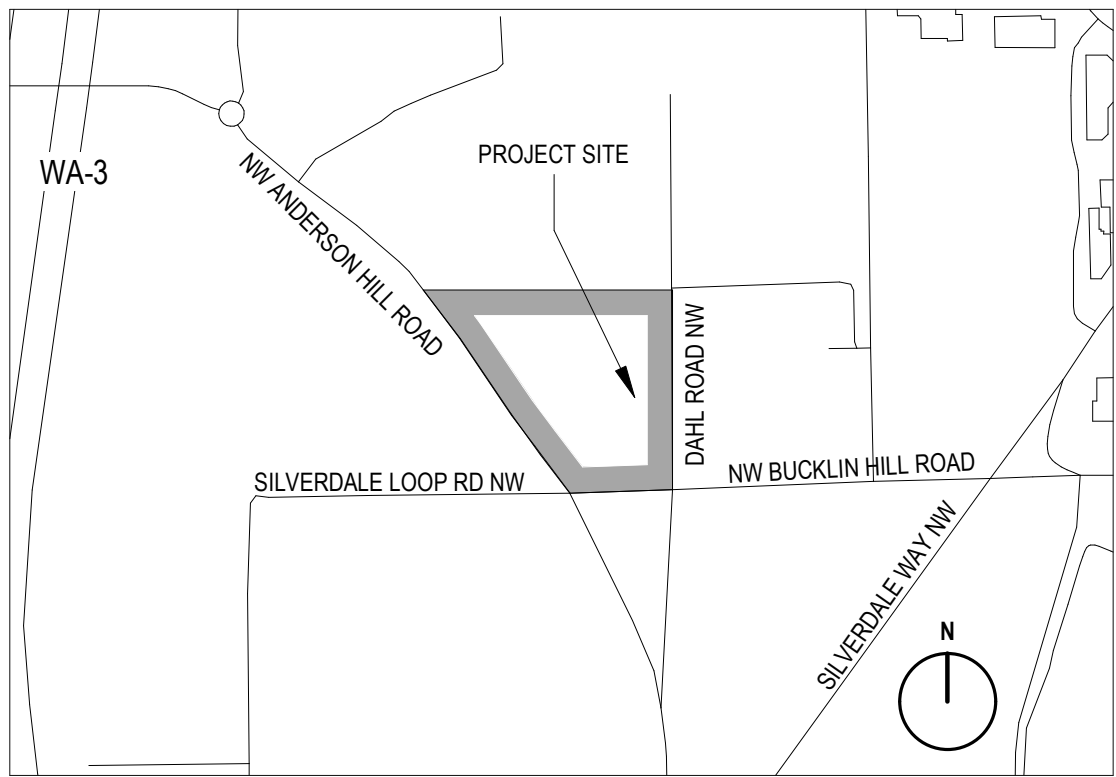 PROJECT SITE
WA-3
NW ANDERSON HILL ROAD
DAHL ROAD NW
NW BUCKLIN HILL ROAD
SILVERDALE LOOP RD NW
SILVERDALE WAY NW
N